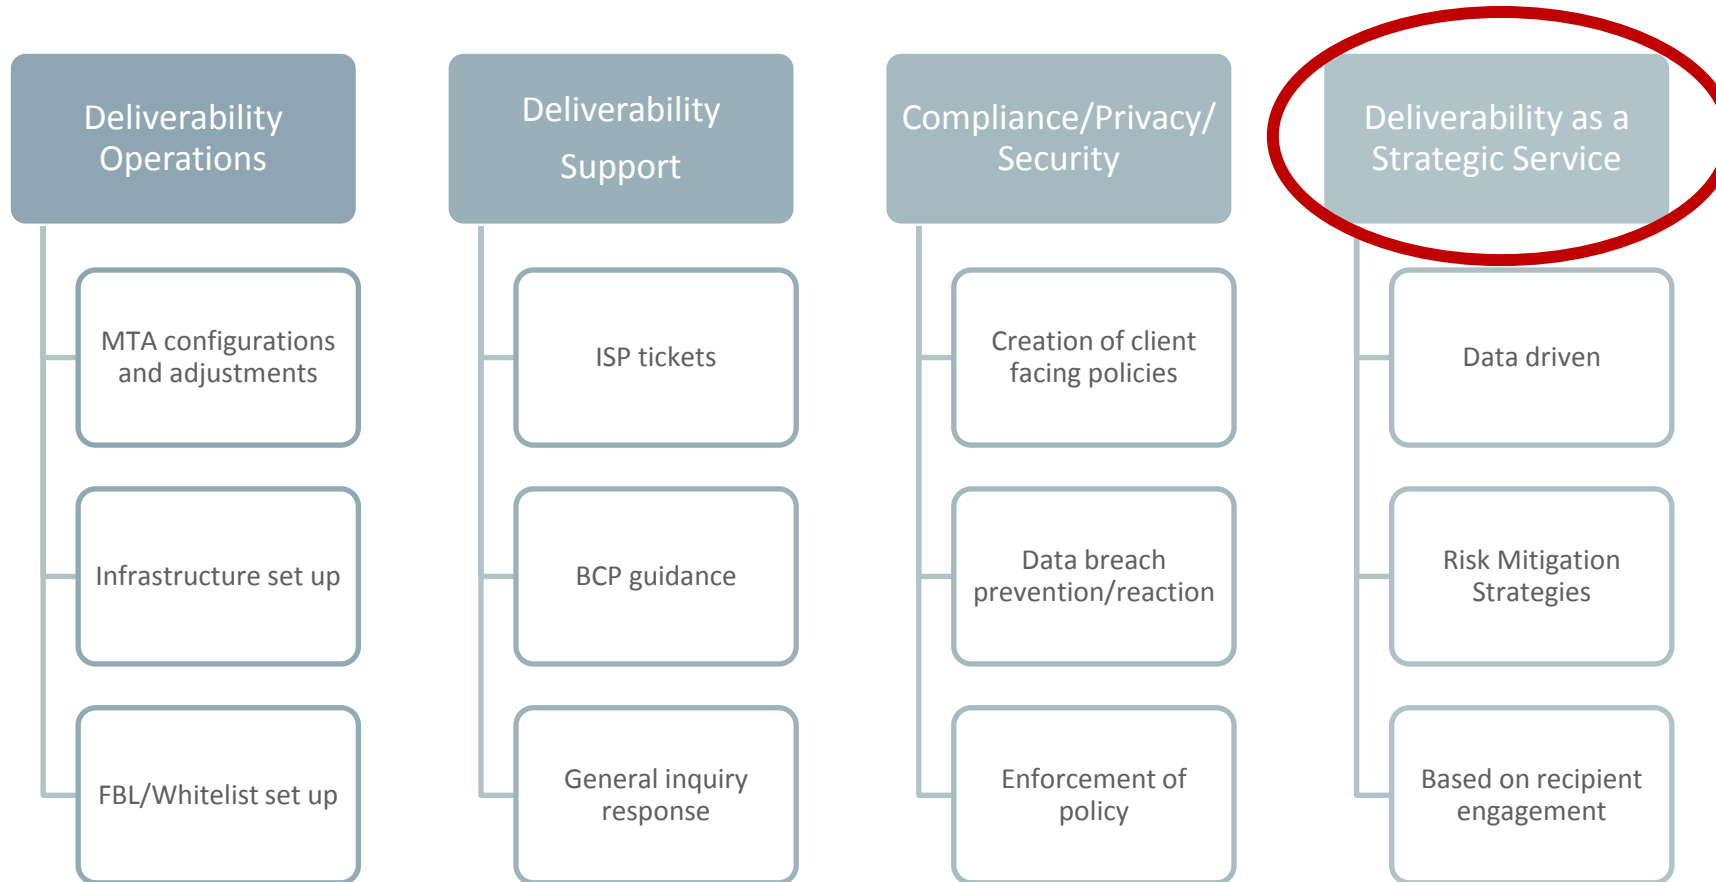 Deliverability
Operations
MTA configurations
and adjustments
Infrastructure set up
FBL/Whitelist set up
Deliverability
Support
ISP tickets
BCP guidance
General inquiry
response
Compliance/Privacy/
Security
Creation of client
facing policies
Data breach
prevention/reaction
Enforcement of
policy
Deliverability as a
Strategic Service
Data driven
Risk Mitigation
Strategies
Based on recipient
engagement